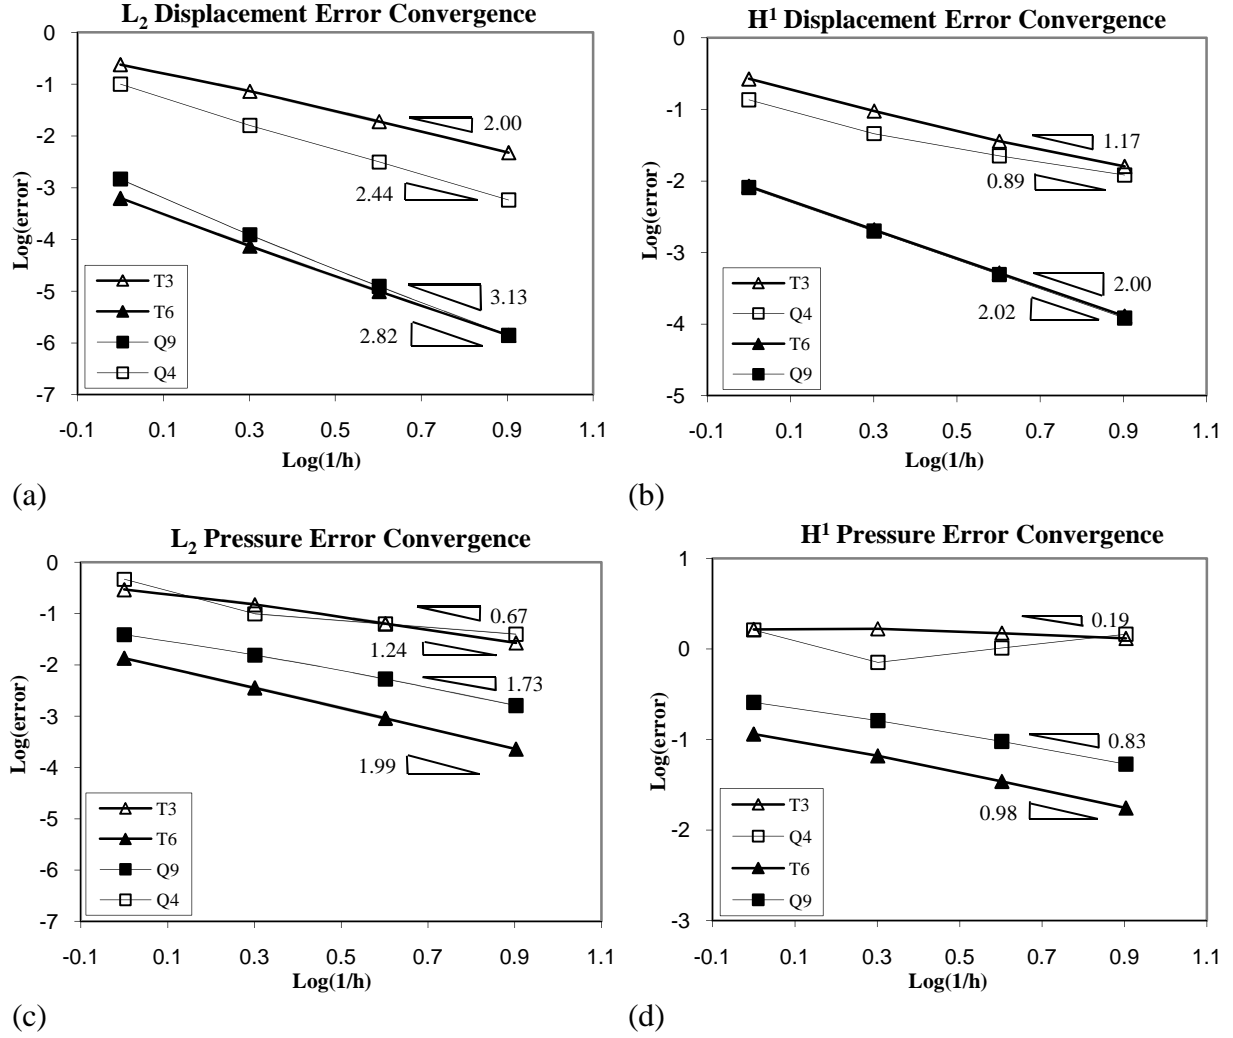 L2 Displacement Error Convergence
0
-1
-2
-3
-4
-5
-6
-7
Log(error)
2.00
2.44
3.13
2.82
T3
T6
Q9
Q4
-0.1 0.1 0.3 0.5 0.7 0.9 1.1
Log(1/h)
(a)
H1 Displacement Error Convergence
0
-1
-2
-3
-4
-5
Log(error)
1.17
0.89
2.00
2.02
T3
Q4
T6
Q9
-0.1 0.1 0.3 0.5 0.7 0.9 1.1
Log(1/h)
(b)
L2 Pressure Error Convergence
0
-1
-2
-3
-4
-5
-6
-7
Log(error)
0.67
1.24
1.73
1.99
T3
T6
Q9
Q4
-0.1 0.1 0.3 0.5 0.7 0.9 1.1
Log(1/h)
(c)
H1 Pressure Error Convergence
1
0
-1
-2
-3
Log(error)
0.19
0.83
0.98
T3
Q4
T6
Q9
-0.1 0.1 0.3 0.5 0.7 0.9 1.1
Log(1/h)
(d)